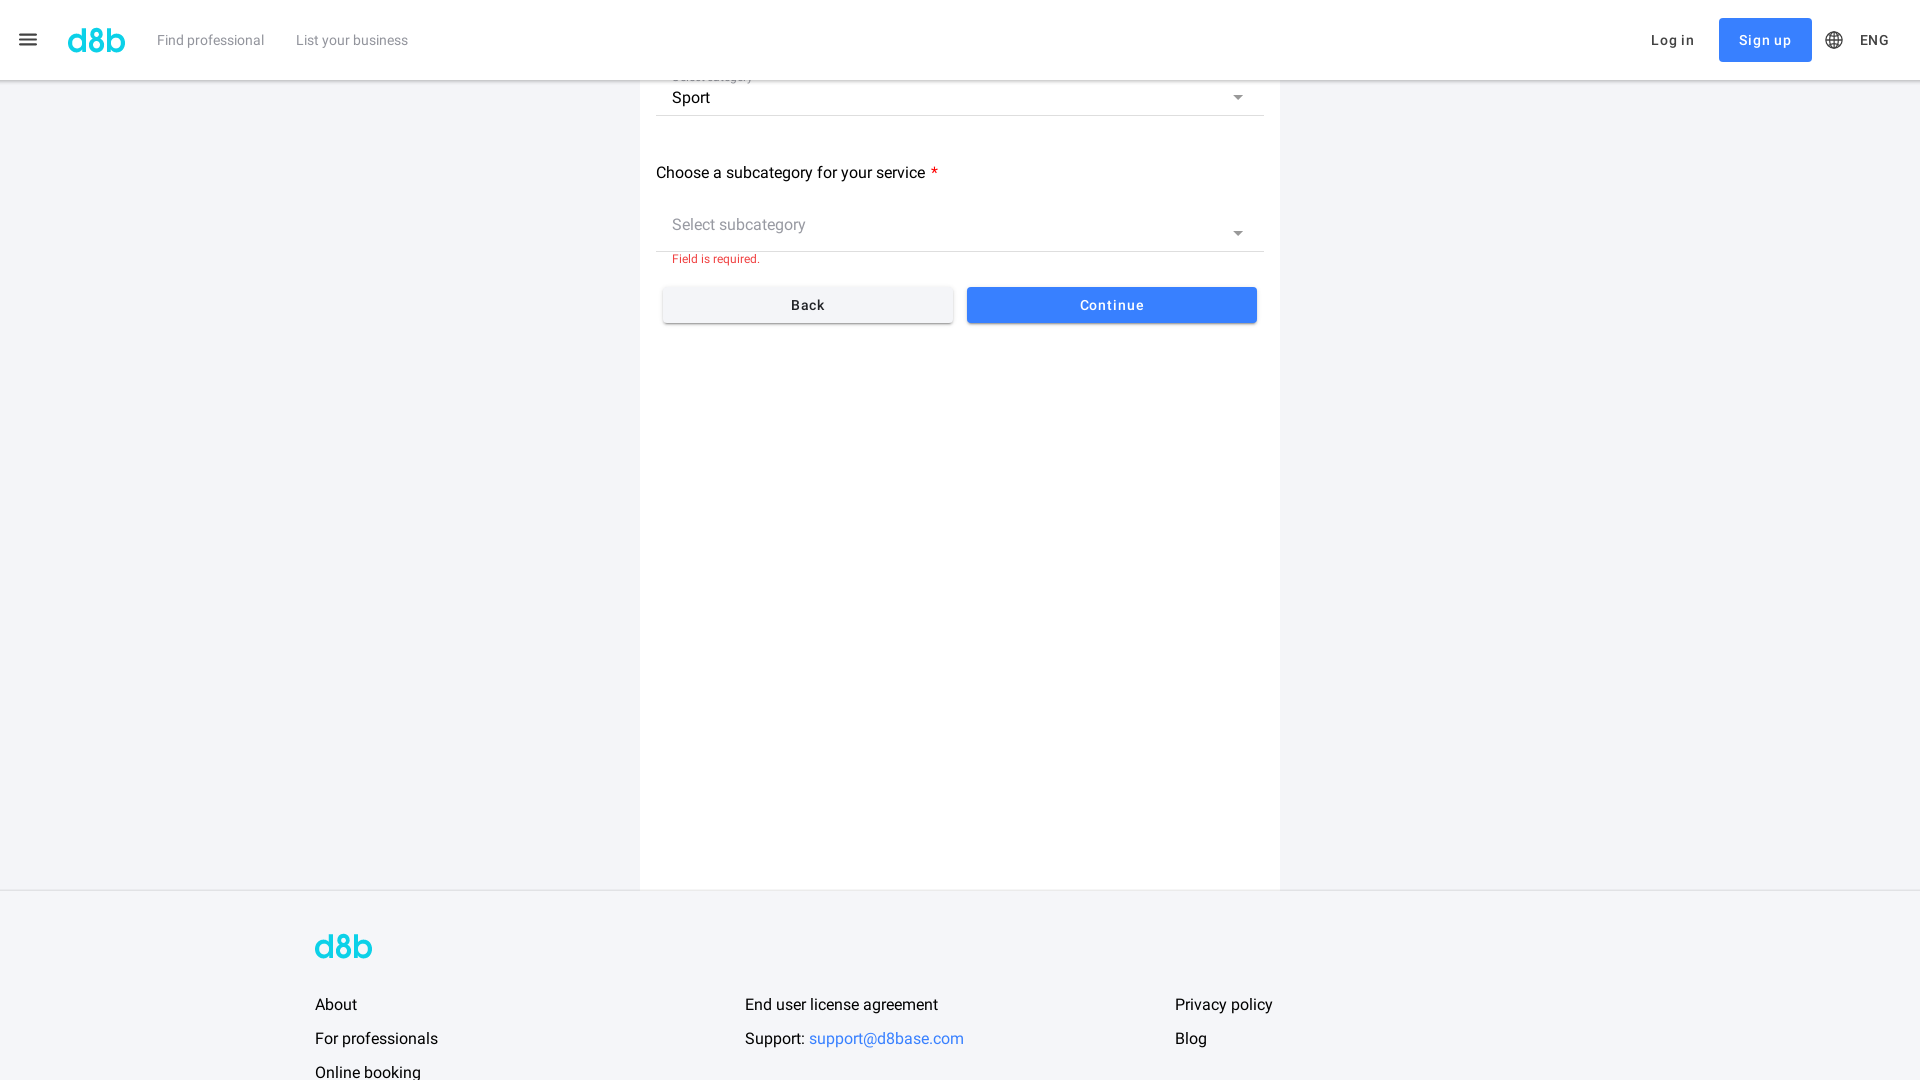 d8b
Find professional
List your business
Log in
Sign up
ENG
Sport
Choose a subcategory for your service *
Select subcategory
Field is required.
Back
Continue
d8b
About
End user license agreement
Privacy policy
For professionals
Support: support@d8base.com
Blog
Online booking